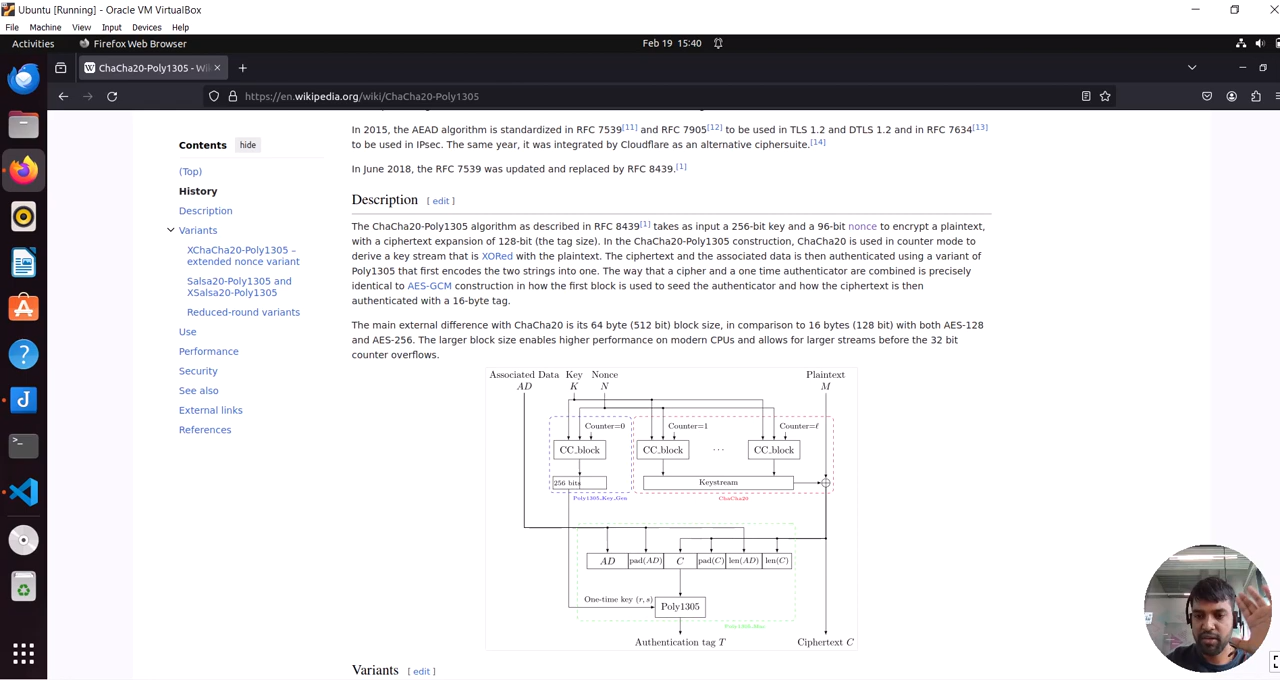 Ubuntu [Running] - Oracle VM VirtualBox
File Machine View Input Devices Help
Activities Firefox Web Browser Feb 19 15:40
W ChaCha20-Poly1305 - Wi
https://en.wikipedia.org/wiki/ChaCha20-Poly1305
Contents hide
(Top)
History
Description
Variants
XChaCha20-Poly1305 –
extended nonce variant
Salsa20-Poly1305 and
XSalsa20-Poly1305
Reduced-round variants
Use
Performance
Security
See also
External links
References
In 2015, the AEAD algorithm is standardized in RFC 7539[11] and RFC 7905[12] to be used in TLS 1.2 and DTLS 1.2 and in RFC 7634[13]
to be used in IPsec. The same year, it was integrated by Cloudflare as an alternative ciphersuite.[14]
In June 2018, the RFC 7539 was updated and replaced by RFC 8439.[1]
Description [ edit ]
The ChaCha20-Poly1305 algorithm as described in RFC 8439[1] takes as input a 256-bit key and a 96-bit nonce to encrypt a plaintext,
with a ciphertext expansion of 128-bit (the tag size). In the ChaCha20-Poly1305 construction, ChaCha20 is used in counter mode to
derive a key stream that is XORed with the plaintext. The ciphertext and the associated data is then authenticated using a variant of
Poly1305 that first encodes the two strings into one. The way that a cipher and a one time authenticator are combined is precisely
identical to AES-GCM construction in how the first block is used to seed the authenticator and how the ciphertext is then
authenticated with a 16-byte tag.
The main external difference with ChaCha20 is its 64 byte (512 bit) block size, in comparison to 16 bytes (128 bit) with both AES-128
and AES-256. The larger block size enables higher performance on modern CPUs and allows for larger streams before the 32 bit
counter overflows.
Associated Data Key Nonce Plaintext
AD K N M
Counter=0 Counter=1 Counter=ℓ
CC_block CC_block ... CC_block
256 bits Keystream
Poly1305_Key_Gen ChaCha20
AD pad(AD) C pad(C) len(AD) len(C)
One-time key (r, s) Poly1305
Poly1305_Mac
Authentication tag T Ciphertext C
Variants [ edit ]